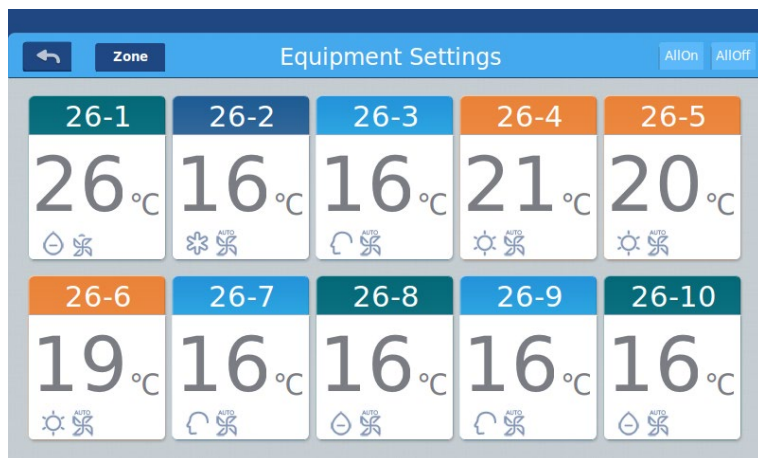 Zone Equipment Settings AllOn AllOff
26-1 26-2 26-3 26-4 26-5
26 °C 16 °C 16 °C 21 °C 20 °C
AUTO AUTO AUTO AUTO
26-6 26-7 26-8 26-9 26-10
19 °C 16 °C 16 °C 16 °C 16 °C
AUTO AUTO AUTO AUTO AUTO